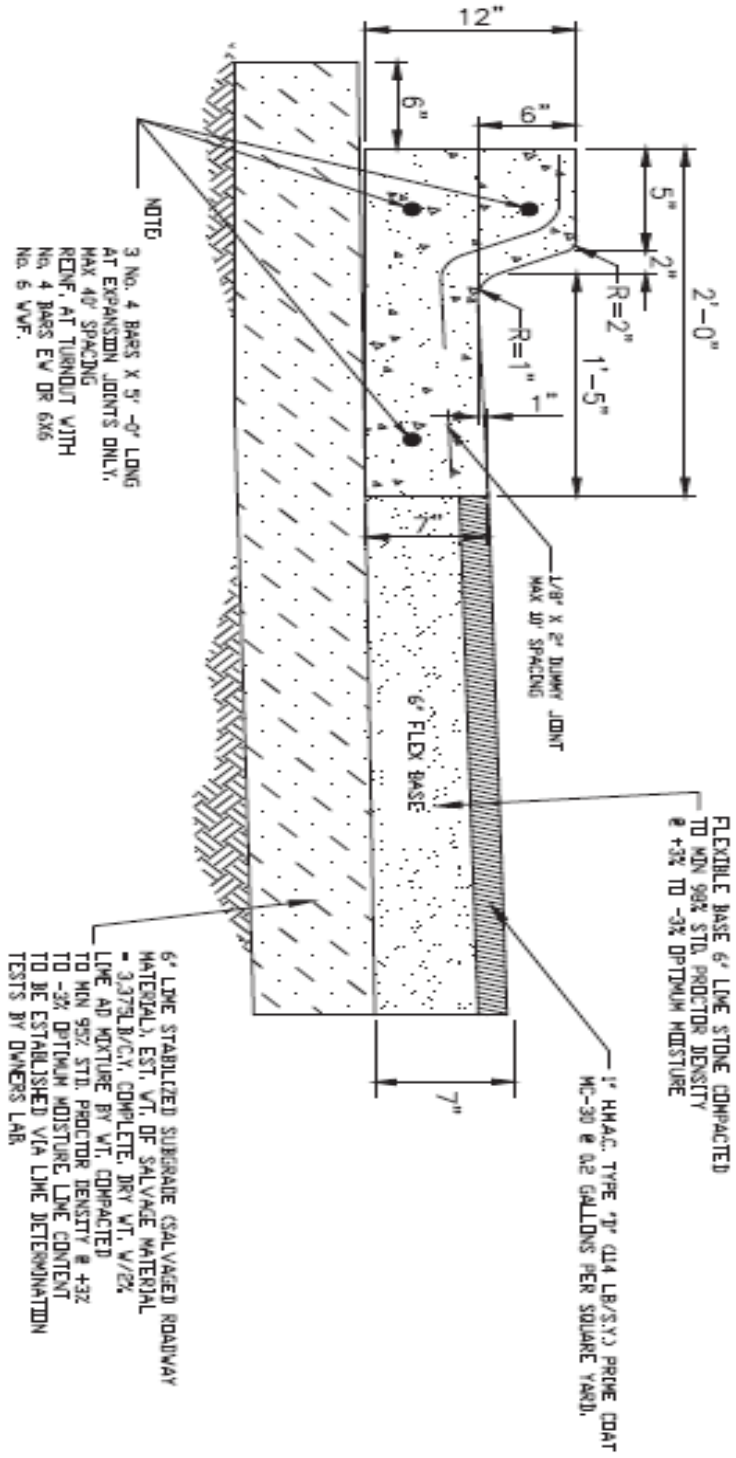 12"
6"
6"
5"
2"
2'-0"
1'-5"
R=2"
R=1"
1"
7"
7"
1/8" X 2" DUMMY JOINT
MAX 10' SPACING
6" FLEX BASE
FLEXIBLE BASE 6" LIME STONE COMPACTED
TO MIN 98% STD. PROCTOR DENSITY
@ +3% TO -3% OPTIMUM MOISTURE
1" H.M.A.C. TYPE "D" (114 LB/S.Y.) PRIME COAT
MC-30 @ 0.2 GALLONS PER SQUARE YARD.
NOTE:
3 No. 4 BARS X 5'-0" LONG
AT EXPANSION JOINTS ONLY.
MAX 40' SPACING
REINF. AT TURNOUT WITH
No. 4 BARS EW OR 6X6
No. 6 WWF.
6" LIME STABILIZED SUBGRADE (SALVAGED ROADWAY
MATERIAL). EST. WT. OF SALVAGE MATERIAL
= 3,375LB/C.Y. COMPLETE. DRY WT. W/2%
LIME AD MIXTURE BY WT. COMPACTED
TO MIN 95% STD. PROCTOR DENSITY @ +3%
TO -3% OPTIMUM MOISTURE. LIME CONTENT
TO BE ESTABLISHED VIA LIME DETERMINATION
TESTS BY OWNERS LAB.